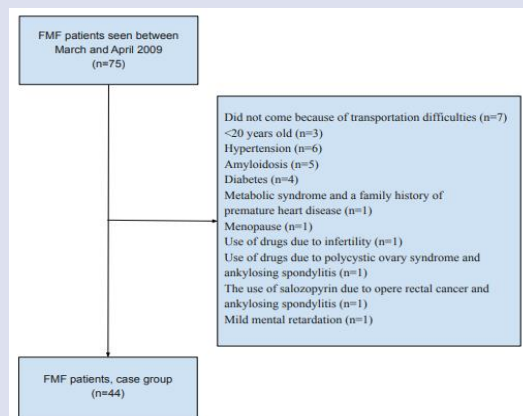 FMF patients seen between
March and April 2009
(n=75)
Did not come because of transportation difficulties (n=7)
<20 years old (n=3)
Hypertension (n=6)
Amyloidosis (n=5)
Diabetes (n=4)
Metabolic syndrome and a family history of
premature heart disease (n=1)
Menopause (n=1)
Use of drugs due to infertility (n=1)
Use of drugs due to polycystic ovary syndrome and
ankylosing spondylitis (n=1)
The use of salozopyrin due to opere rectal cancer and
ankylosing spondylitis (n=1)
Mild mental retardation (n=1)
FMF patients, case group
(n=44)